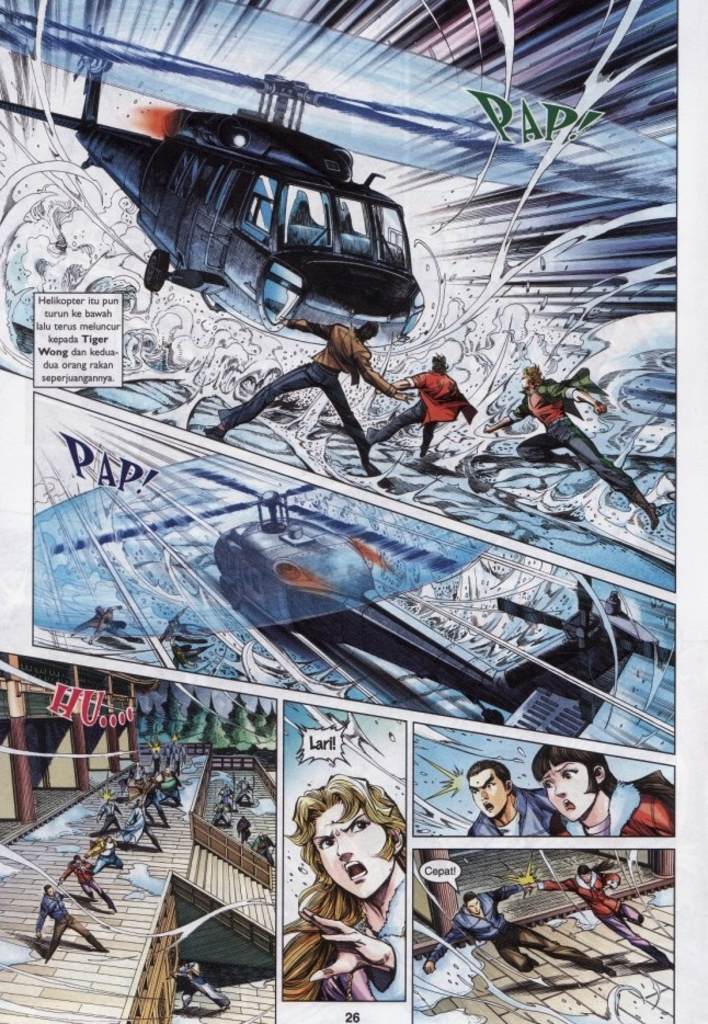 PAP!
Helikopter itu pun
turun ke bawah
lalu terus meluncur
kepada Tiger
Wong dan kedua-
dua orang rakan
seperjuangannya.
PAP!
HU....
Lari!
Cepat!
26